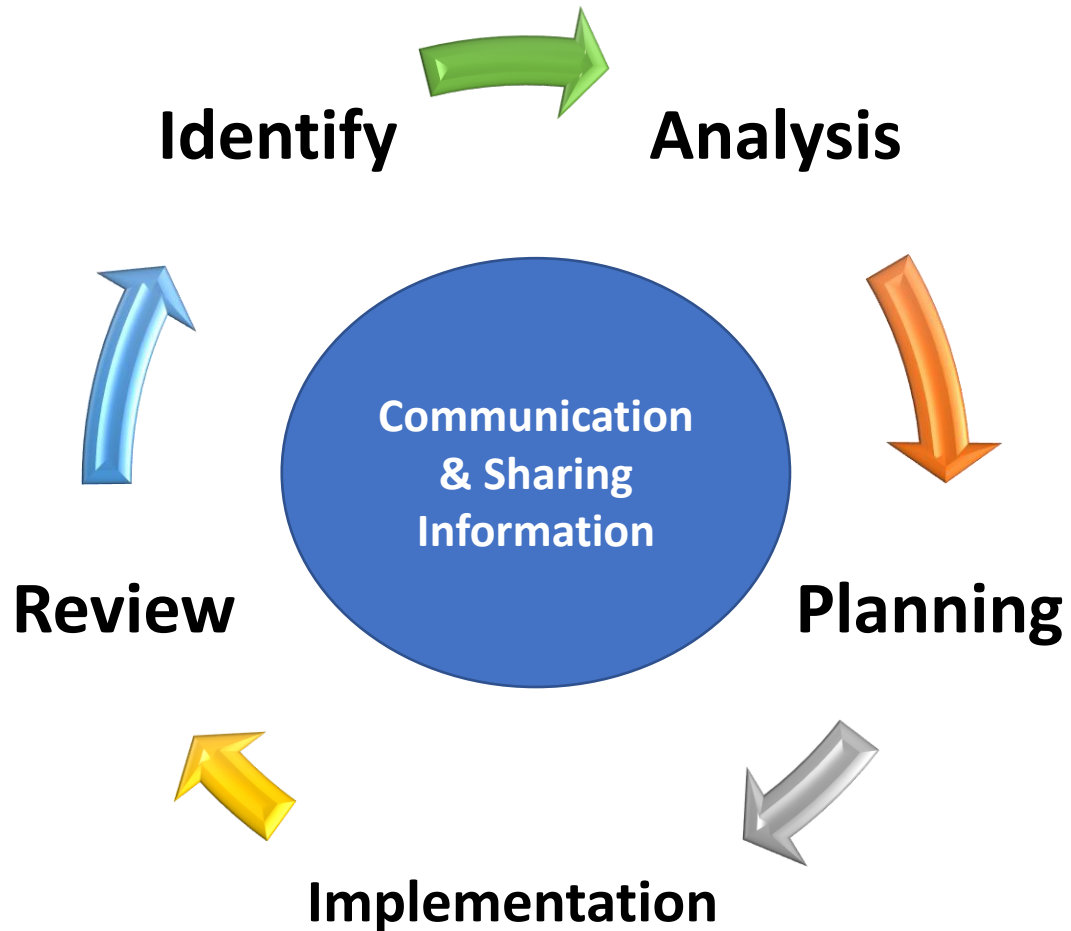 Identify
Analysis
Communication
& Sharing
Information
Review
Planning
Implementation